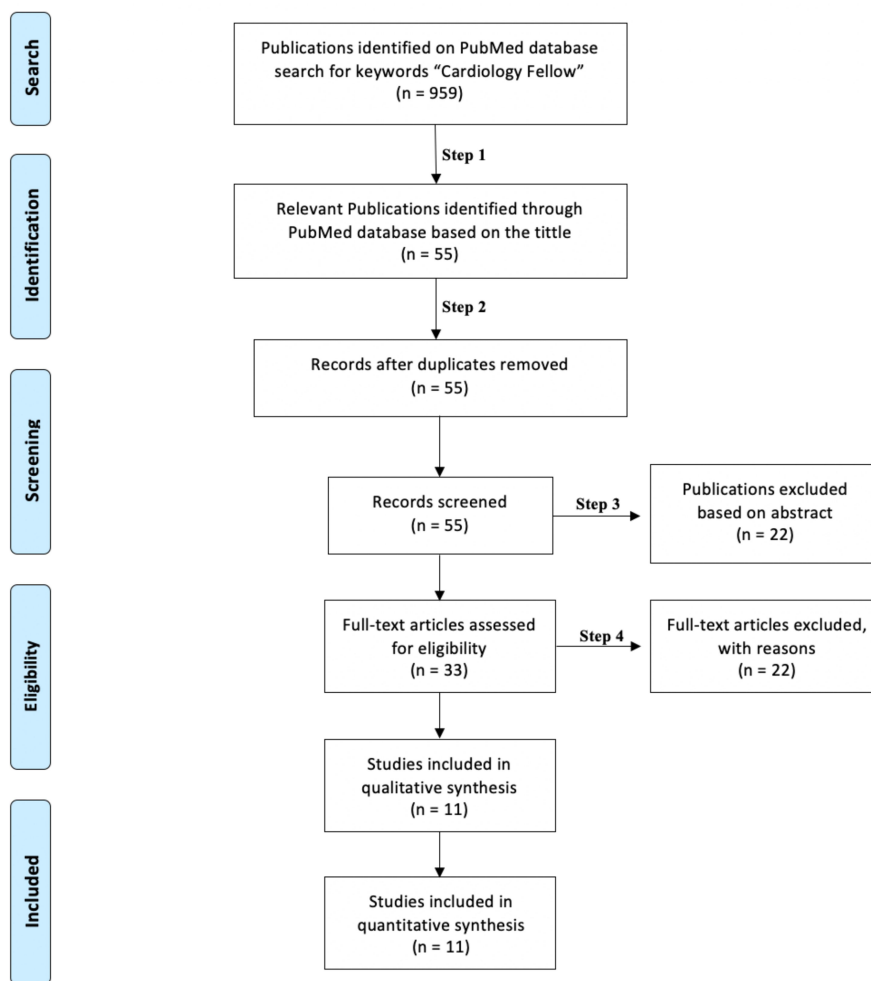 Search
Publications identified on PubMed database
search for keywords “Cardiology Fellow”
(n = 959)
Step 1
Identification
Relevant Publications identified through
PubMed database based on the tittle
(n = 55)
Step 2
Records after duplicates removed
(n = 55)
Screening
Records screened
(n = 55)
Step 3
Publications excluded
based on abstract
(n = 22)
Eligibility
Full-text articles assessed
for eligibility
(n = 33)
Step 4
Full-text articles excluded,
with reasons
(n = 22)
Studies included in
qualitative synthesis
(n = 11)
Included
Studies included in
quantitative synthesis
(n = 11)